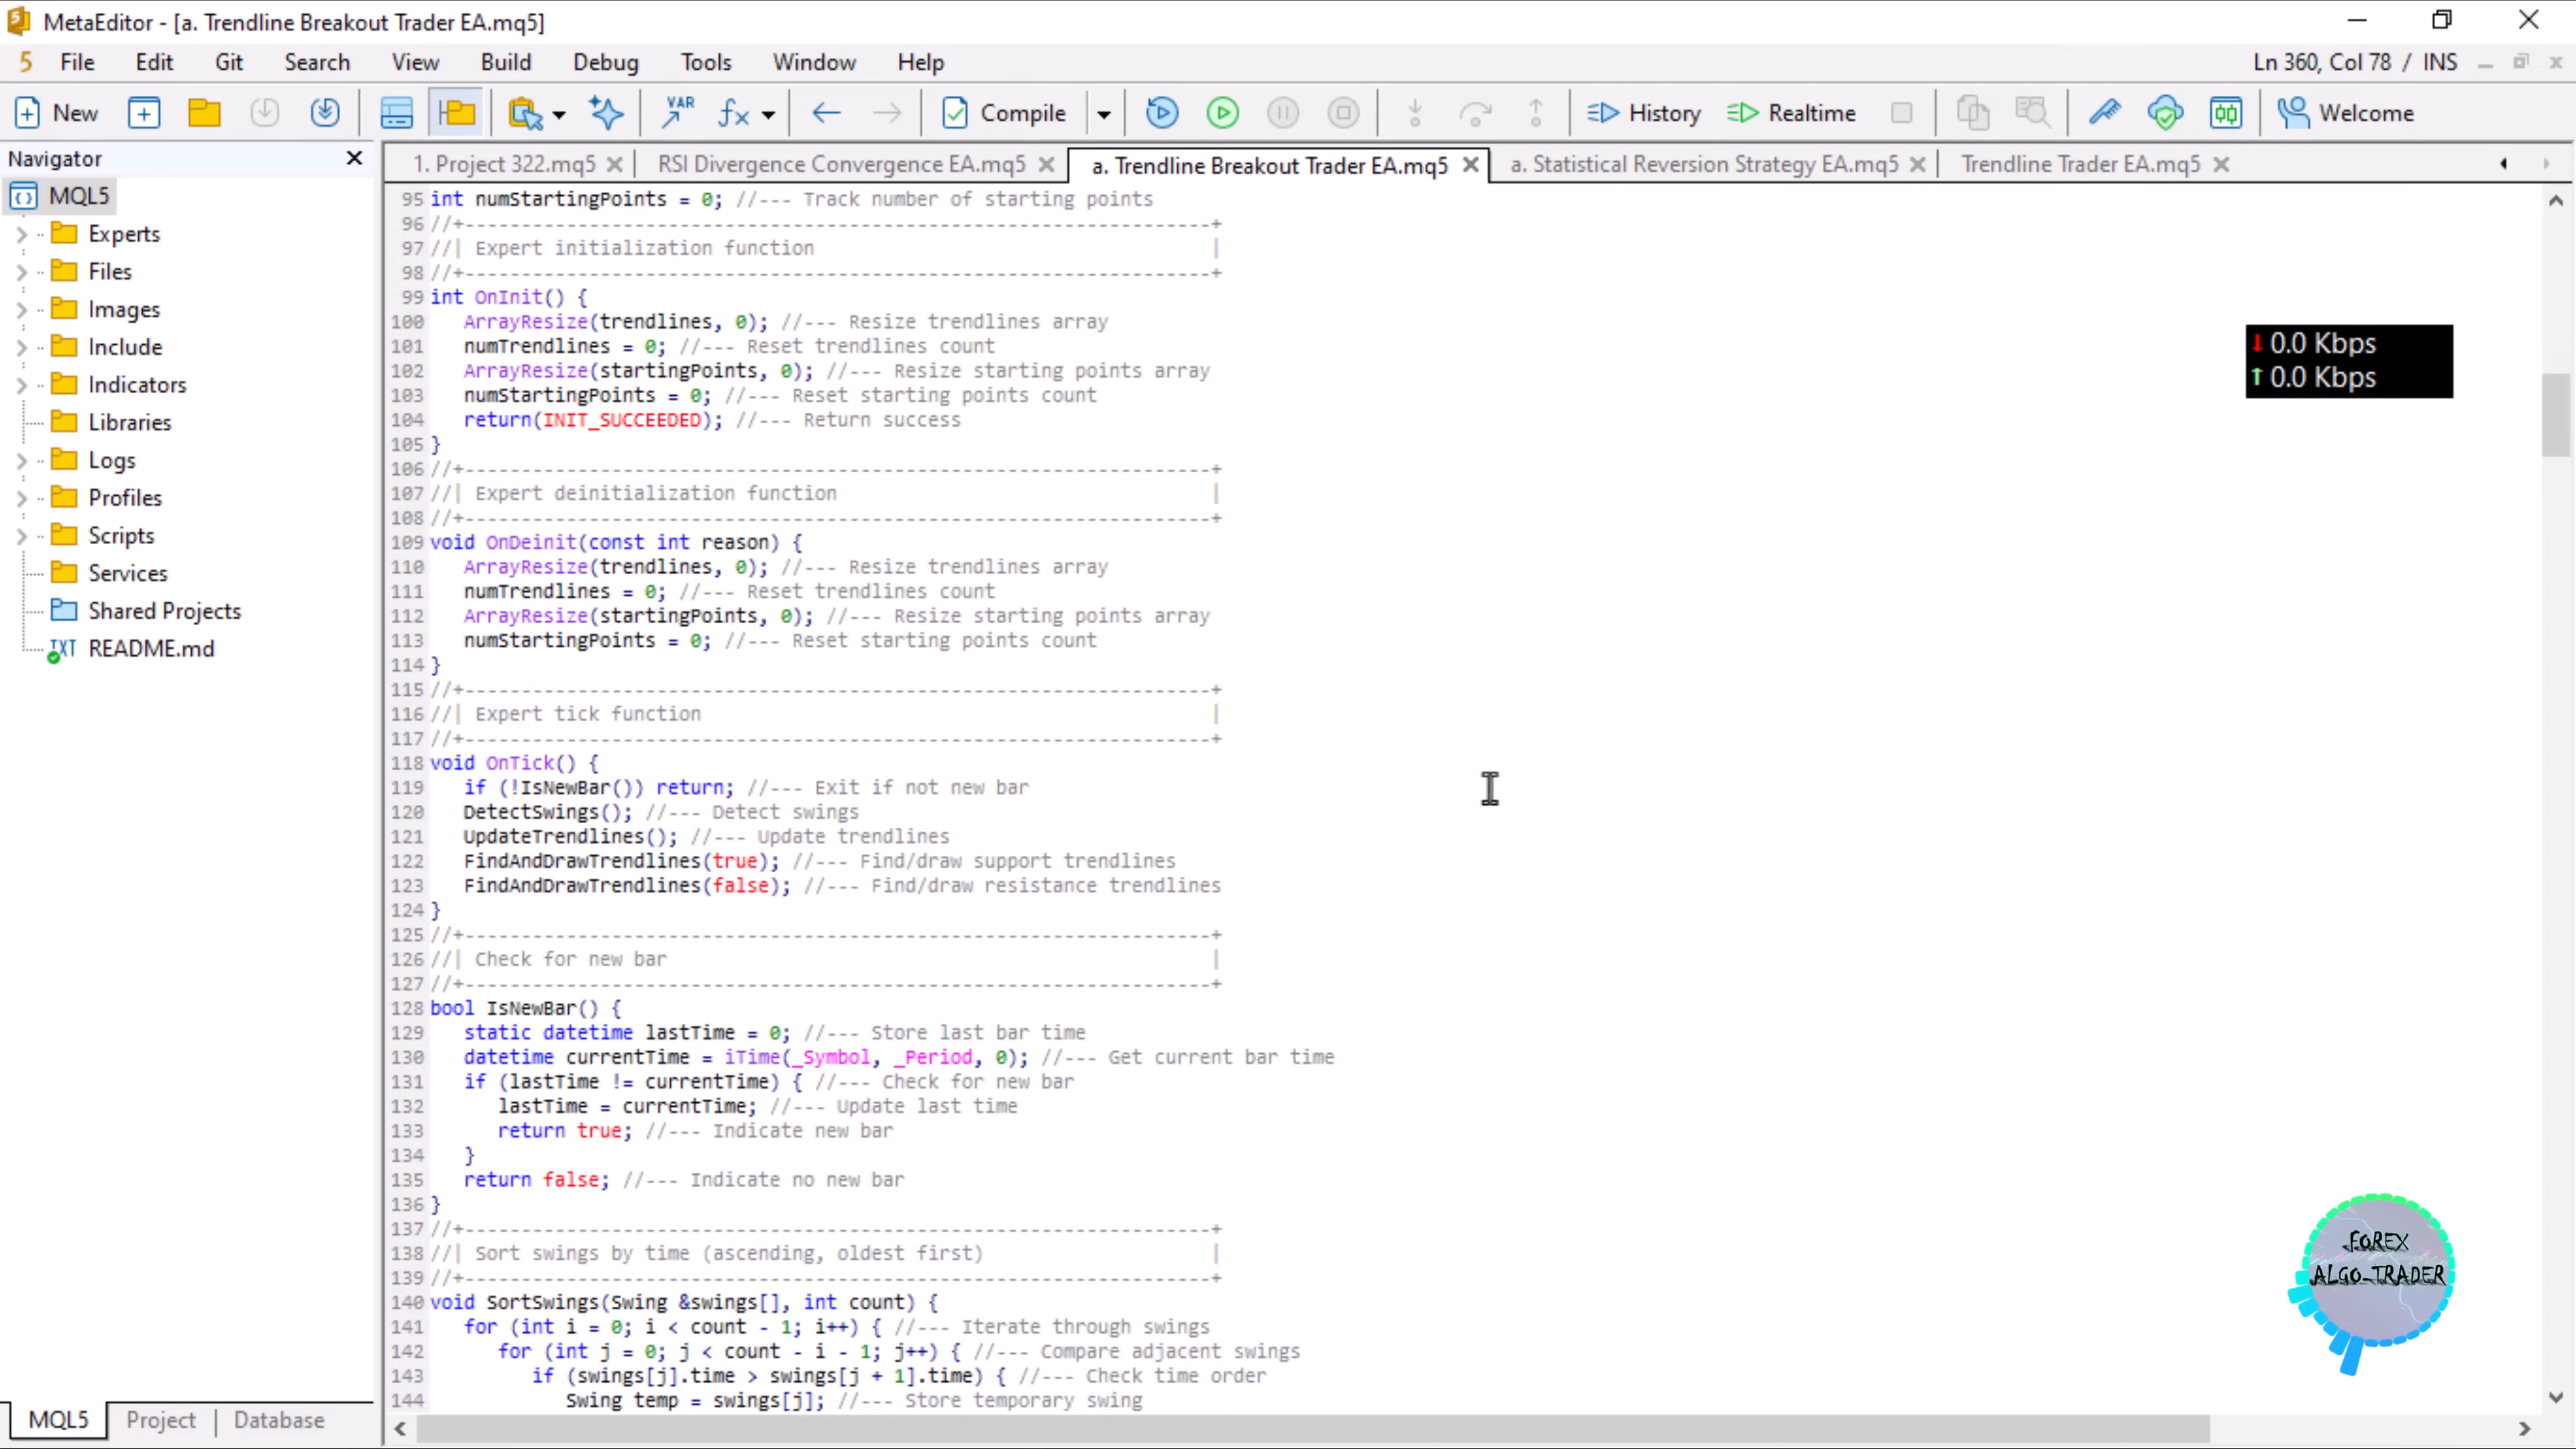 MetaEditor - [a. Trendline Breakout Trader EA.mq5]
5 File Edit Git Search View Build Debug Tools Window Help Ln 360, Col 78 / INS
New VAR fx Compile History Realtime Welcome
Navigator
1. Project 322.mq5 RSI Divergence Convergence EA.mq5 a. Trendline Breakout Trader EA.mq5 a. Statistical Reversion Strategy EA.mq5 Trendline Trader EA.mq5
MQL5
Experts
Files
Images
Include
Indicators
Libraries
Logs
Profiles
Scripts
Services
Shared Projects
TXT README.md
95 int numStartingPoints = 0; //--- Track number of starting points
96 //+------------------------------------------------------------------+
97 //| Expert initialization function |
98 //+------------------------------------------------------------------+
99 int OnInit() {
100 ArrayResize(trendlines, 0); //--- Resize trendlines array
101 numTrendlines = 0; //--- Reset trendlines count
102 ArrayResize(startingPoints, 0); //--- Resize starting points array
103 numStartingPoints = 0; //--- Reset starting points count
104 return(INIT_SUCCEEDED); //--- Return success
105 }
106 //+------------------------------------------------------------------+
107 //| Expert deinitialization function |
108 //+------------------------------------------------------------------+
109 void OnDeinit(const int reason) {
110 ArrayResize(trendlines, 0); //--- Resize trendlines array
111 numTrendlines = 0; //--- Reset trendlines count
112 ArrayResize(startingPoints, 0); //--- Resize starting points array
113 numStartingPoints = 0; //--- Reset starting points count
114 }
115 //+------------------------------------------------------------------+
116 //| Expert tick function |
117 //+------------------------------------------------------------------+
118 void OnTick() {
119 if (!IsNewBar()) return; //--- Exit if not new bar
120 DetectSwings(); //--- Detect swings
121 UpdateTrendlines(); //--- Update trendlines
122 FindAndDrawTrendlines(true); //--- Find/draw support trendlines
123 FindAndDrawTrendlines(false); //--- Find/draw resistance trendlines
124 }
125 //+------------------------------------------------------------------+
126 //| Check for new bar |
127 //+------------------------------------------------------------------+
128 bool IsNewBar() {
129 static datetime lastTime = 0; //--- Store last bar time
130 datetime currentTime = iTime(_Symbol, _Period, 0); //--- Get current bar time
131 if (lastTime != currentTime) { //--- Check for new bar
132 lastTime = currentTime; //--- Update last time
133 return true; //--- Indicate new bar
134 }
135 return false; //--- Indicate no new bar
136 }
137 //+------------------------------------------------------------------+
138 //| Sort swings by time (ascending, oldest first) |
139 //+------------------------------------------------------------------+
140 void SortSwings(Swing &swings[], int count) {
141 for (int i = 0; i < count - 1; i++) { //--- Iterate through swings
142 for (int j = 0; j < count - i - 1; j++) { //--- Compare adjacent swings
143 if (swings[j].time > swings[j + 1].time) { //--- Check time order
144 Swing temp = swings[j]; //--- Store temporary swing
0.0 Kbps
0.0 Kbps
FOREX
ALGO-TRADER
MQL5 Project Database